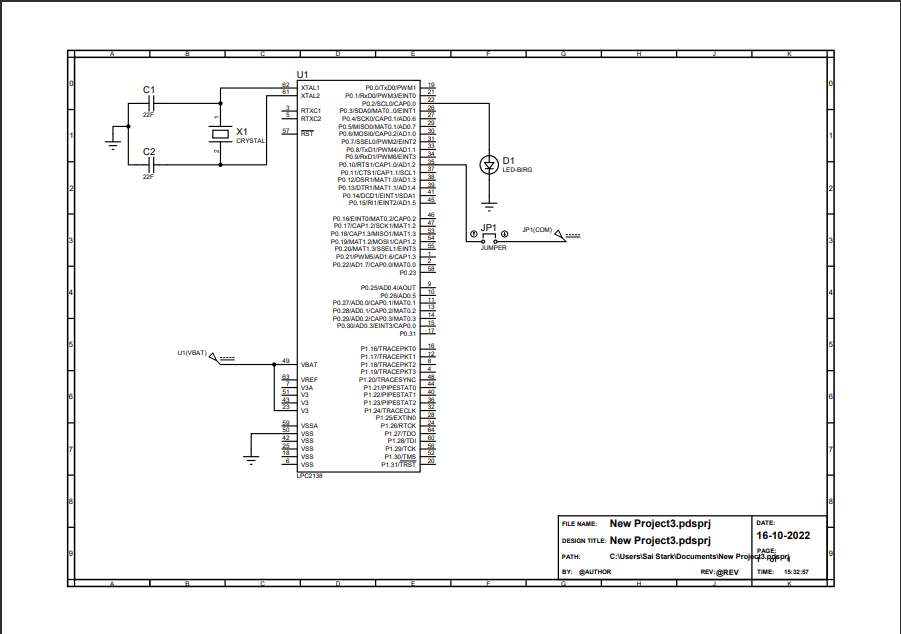 A B C D E F G H J K
0 0
1 1
2 2
3 3
4 4
5 5
6 6
7 7
8 8
9 9
C1
22F
C2
22F
X1
CRYSTAL
1
2
U1
62 XTAL1
61 XTAL2
3 RTXC1
5 RTXC2
57 RST
49 VBAT
63 VREF
7 V3A
51 V3
43 V3
23 V3
59 VSSA
50 VSS
42 VSS
25 VSS
18 VSS
6 VSS
P0.0/TxD0/PWM1 19
P0.1/RxD0/PWM3/EINT0 21
P0.2/SCL0/CAP0.0 22
P0.3/SDA0/MAT0.0/EINT1 26
P0.4/SCK0/CAP0.1/AD0.6 27
P0.5/MISO0/MAT0.1/AD0.7 29
P0.6/MOSI0/CAP0.2/AD1.0 30
P0.7/SSEL0/PWM2/EINT2 31
P0.8/TxD1/PWM4/AD1.1 33
P0.9/RxD1/PWM6/EINT3 34
P0.10/RTS1/CAP1.0/AD1.2 35
P0.11/CTS1/CAP1.1/SCL1 37
P0.12/DSR1/MAT1.0/AD1.3 38
P0.13/DTR1/MAT1.1/AD1.4 39
P0.14/DCD1/EINT1/SDA1 41
P0.15/RI1/EINT2/AD1.5 45
P0.16/EINT0/MAT0.2/CAP0.2 46
P0.17/CAP1.2/SCK1/MAT1.2 47
P0.18/CAP1.3/MISO1/MAT1.3 53
P0.19/MAT1.2/MOSI1/CAP1.2 54
P0.20/MAT1.3/SSEL1/EINT3 55
P0.21/PWM5/AD1.6/CAP1.3 1
P0.22/AD1.7/CAP0.0/MAT0.0 2
P0.23 58
P0.25/AD0.4/AOUT 9
P0.26/AD0.5 10
P0.27/AD0.0/CAP0.1/MAT0.1 11
P0.28/AD0.1/CAP0.2/MAT0.2 13
P0.29/AD0.2/CAP0.3/MAT0.3 14
P0.30/AD0.3/EINT3/CAP0.0 15
P0.31 17
P1.16/TRACEPKT0 16
P1.17/TRACEPKT1 12
P1.18/TRACEPKT2 8
P1.19/TRACEPKT3 4
P1.20/TRACESYNC 48
P1.21/PIPESTAT0 44
P1.22/PIPESTAT1 40
P1.23/PIPESTAT2 36
P1.24/TRACECLK 32
P1.25/EXTIN0 28
P1.26/RTCK 24
P1.27/TDO 64
P1.28/TDI 60
P1.29/TCK 56
P1.30/TMS 52
P1.31/TRST 20
LPC2138
D1
LED-BIRG
JP1
JUMPER
JP1(COM)
U1(VBAT)
FILE NAME: New Project3.pdsprj
DESIGN TITLE: New Project3.pdsprj
PATH: C:\Users\Sai Stark\Documents\New Project3.pdsprj
BY: @AUTHOR REV: @REV
DATE:
16-10-2022
PAGE:
TIME: 15:32:57
A B C D E F G H J K